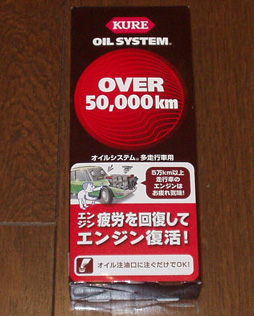 KURE
OIL SYSTEM
OVER
50,000km
オイルシステム 多走行車用
5万km以上
走行車の
エンジンは
お疲れ気味!
エンジン疲労を回復して
エンジン復活!
オイル注油口に注ぐだけでOK!